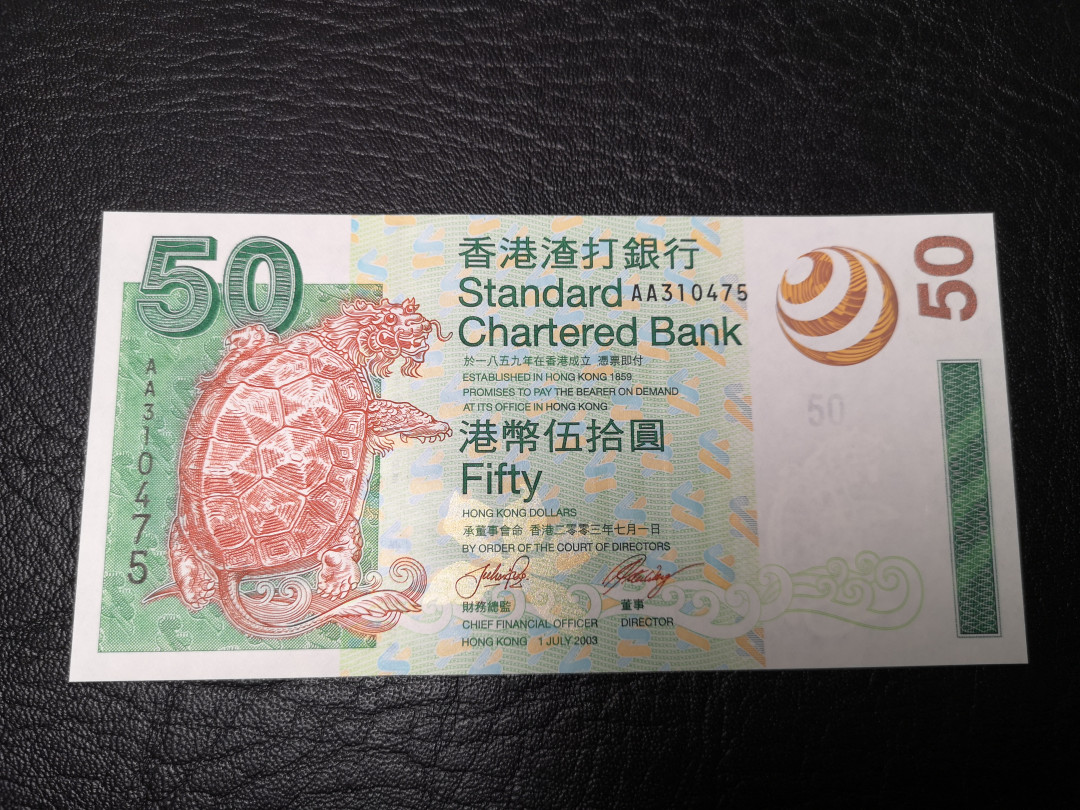 50
香港渣打銀行
Standard AA310475
Chartered Bank
於一八五九年在香港成立 憑票即付
ESTABLISHED IN HONG KONG 1859
PROMISES TO PAY THE BEARER ON DEMAND
AT ITS OFFICE IN HONG KONG
港幣伍拾圓
Fifty
HONG KONG DOLLARS
承董事會命 香港二零零三年七月一日
BY ORDER OF THE COURT OF DIRECTORS
財務總監 董事
CHIEF FINANCIAL OFFICER DIRECTOR
HONG KONG 1 JULY 2003
AA310475
50
50